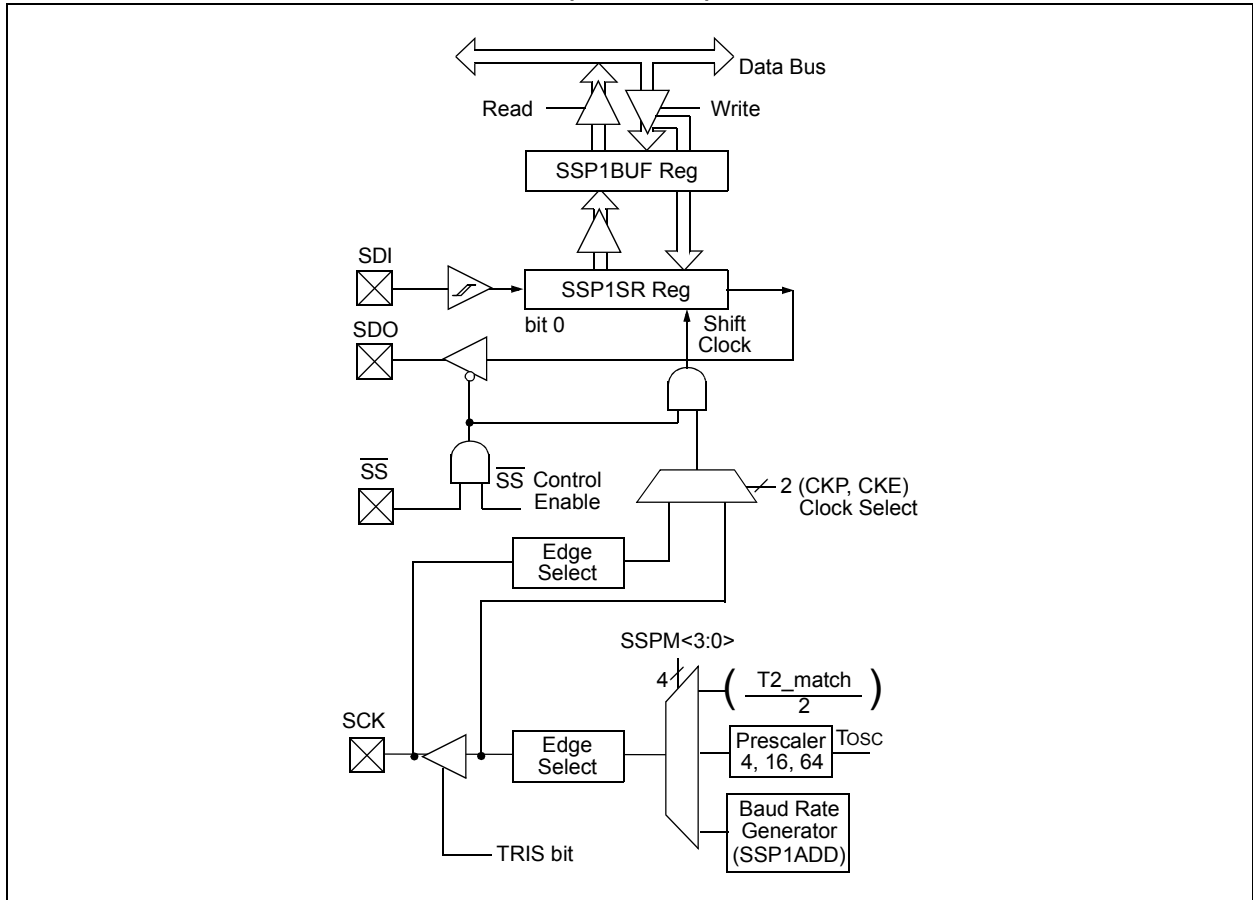 Data Bus
Read
Write
SSP1BUF Reg
SDI
SSP1SR Reg
bit 0
Shift
Clock
SDO
SS
SS Control
Enable
2 (CKP, CKE)
Clock Select
Edge
Select
SSPM<3:0>
4
( T2_match )
2
SCK
Edge
Select
Prescaler
4, 16, 64
TOSC
Baud Rate
Generator
(SSP1ADD)
TRIS bit